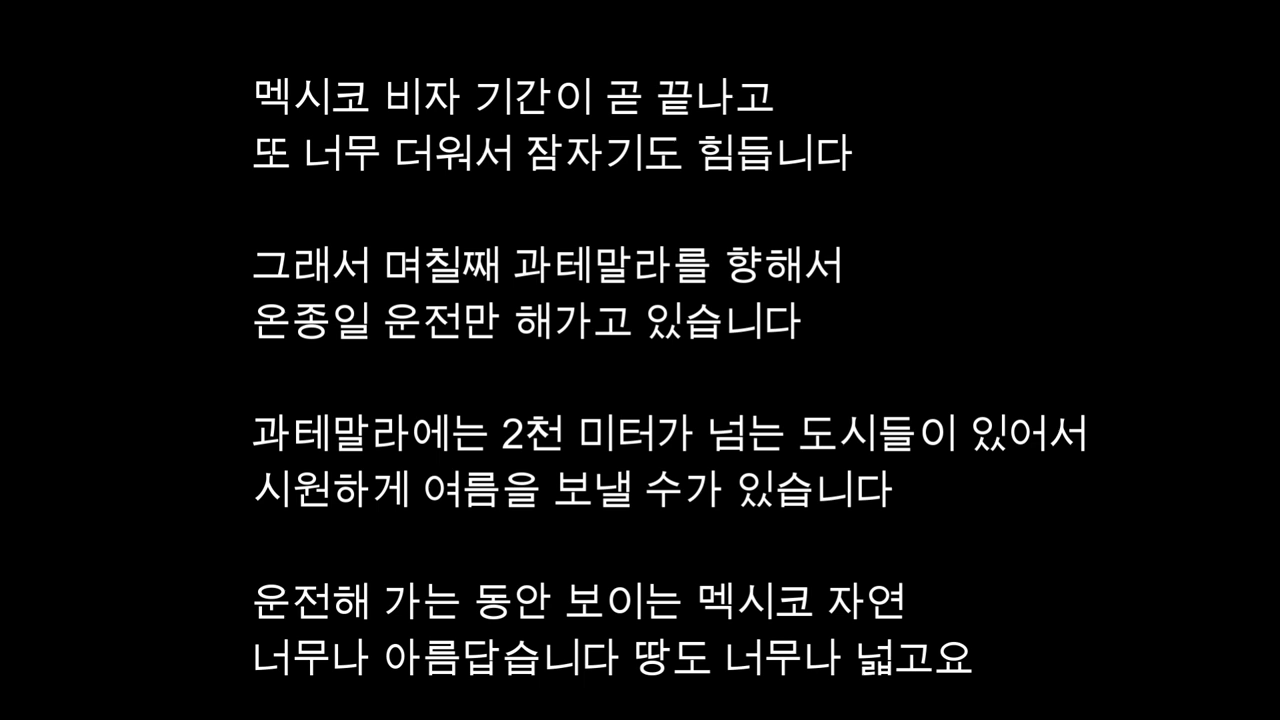 멕시코 비자 기간이 곧 끝나고
또 너무 더워서 잠자기도 힘듭니다
그래서 며칠째 과테말라를 향해서
온종일 운전만 해가고 있습니다
과테말라에는 2천 미터가 넘는 도시들이 있어서
시원하게 여름을 보낼 수가 있습니다
운전해 가는 동안 보이는 멕시코 자연
너무나 아름답습니다 땅도 너무나 넓고요